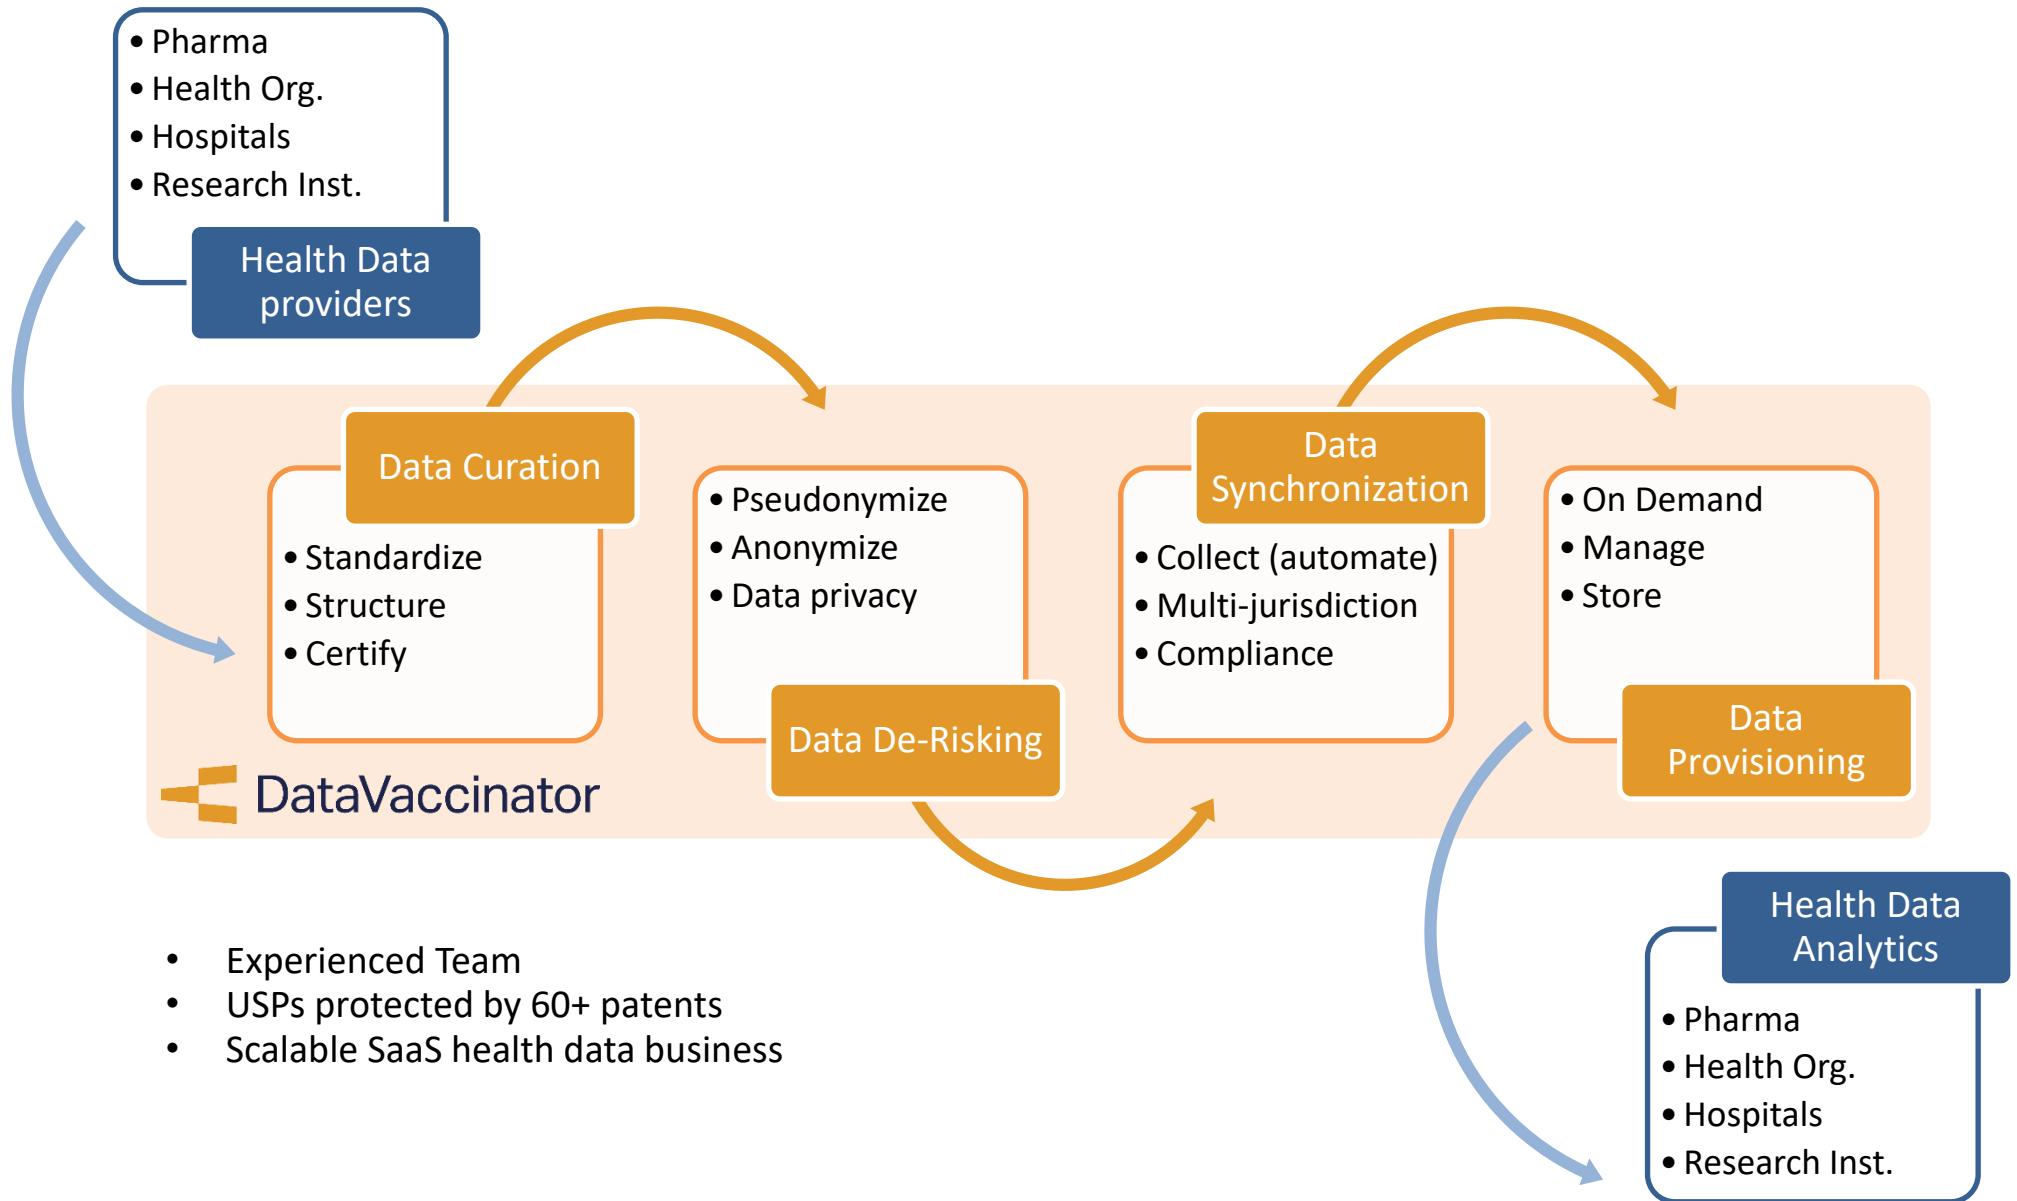 • Pharma
• Health Org.
• Hospitals
• Research Inst.
Health Data
providers
Data Curation
• Standardize
• Structure
• Certify
• Pseudonymize
• Anonymize
• Data privacy
Data De-Risking
Data
Synchronization
• Collect (automate)
• Multi-jurisdiction
• Compliance
• On Demand
• Manage
• Store
Data
Provisioning
DataVaccinator
• Experienced Team
• USPs protected by 60+ patents
• Scalable SaaS health data business
Health Data
Analytics
• Pharma
• Health Org.
• Hospitals
• Research Inst.